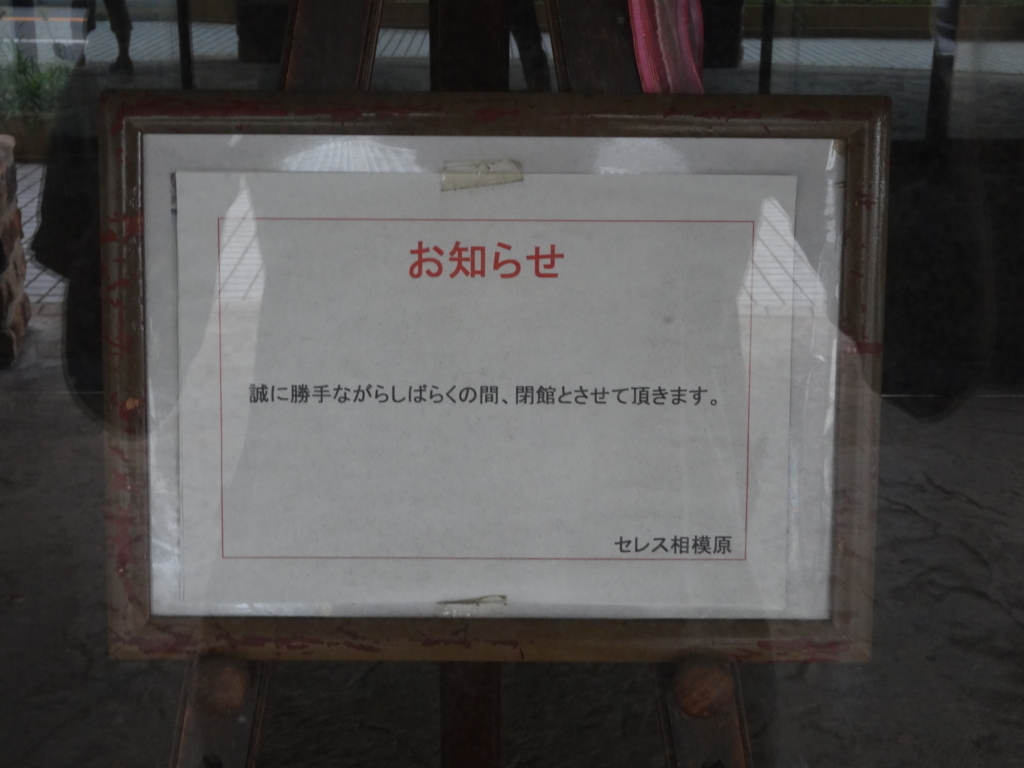 お知らせ
誠に勝手ながらしばらくの間、閉館とさせて頂きます。
セレス相模原